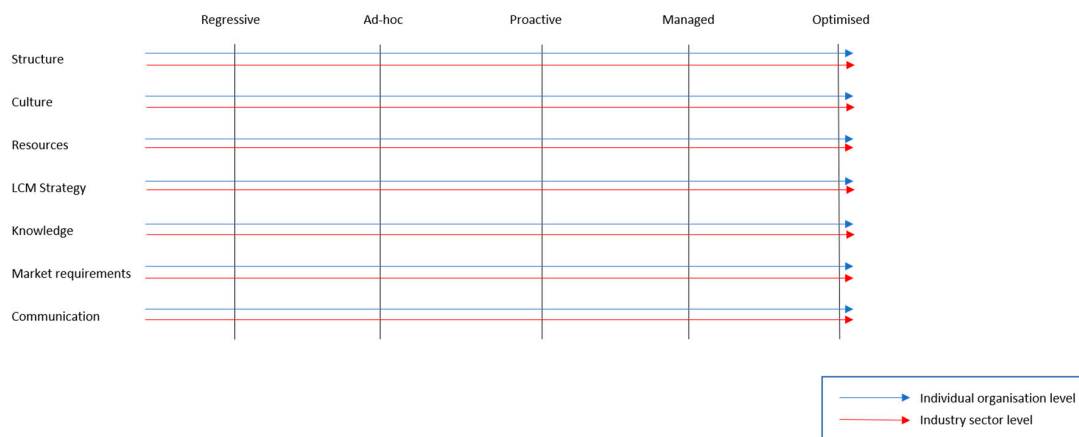 Regressive Ad-hoc Proactive Managed Optimised
Structure
Culture
Resources
LCM Strategy
Knowledge
Market requirements
Communication
Individual organisation level
Industry sector level